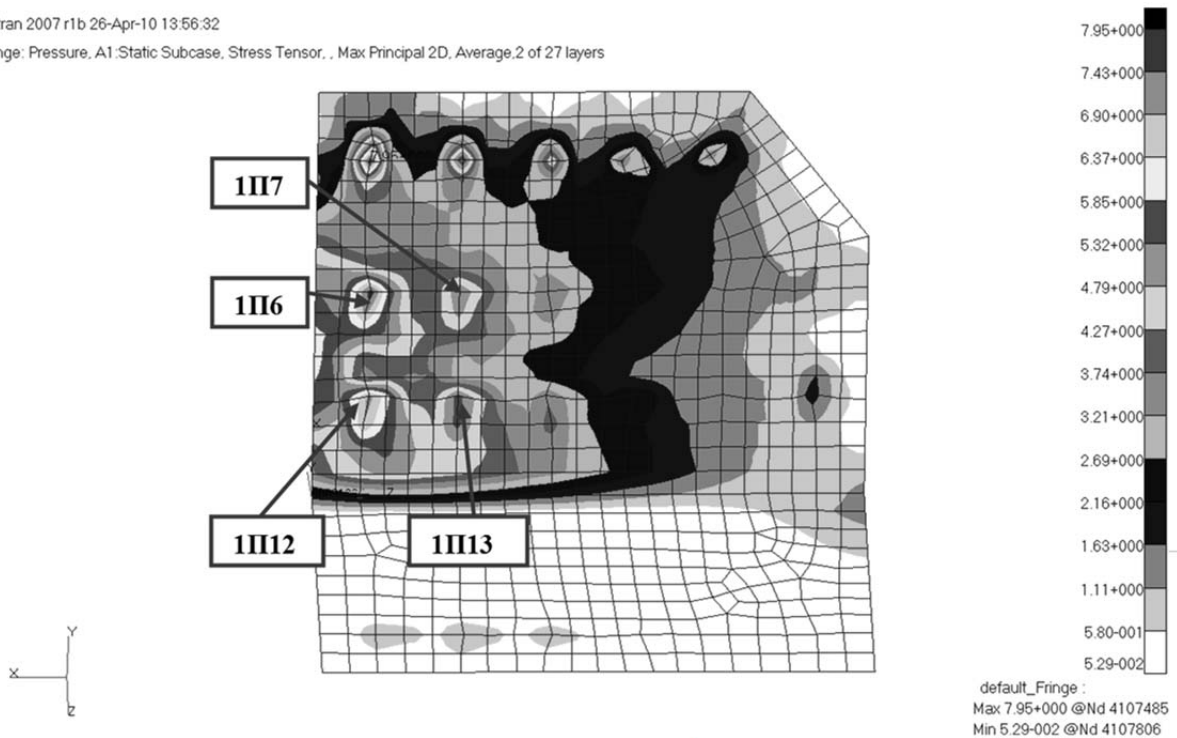 ran 2007 r1b 26-Apr-10 13:56:32
nge: Pressure, A1:Static Subcase, Stress Tensor, , Max Principal 2D, Average,2 of 27 layers
7.95+000
7.43+000
6.90+000
6.37+000
5.85+000
5.32+000
4.79+000
4.27+000
3.74+000
3.21+000
2.69+000
2.16+000
1.63+000
1.11+000
5.80-001
5.29-002
1П7
1П6
1П12
1П13
X
Y
X
Z
default_Fringe :
Max 7.95+000 @Nd 4107485
Min 5.29-002 @Nd 4107806